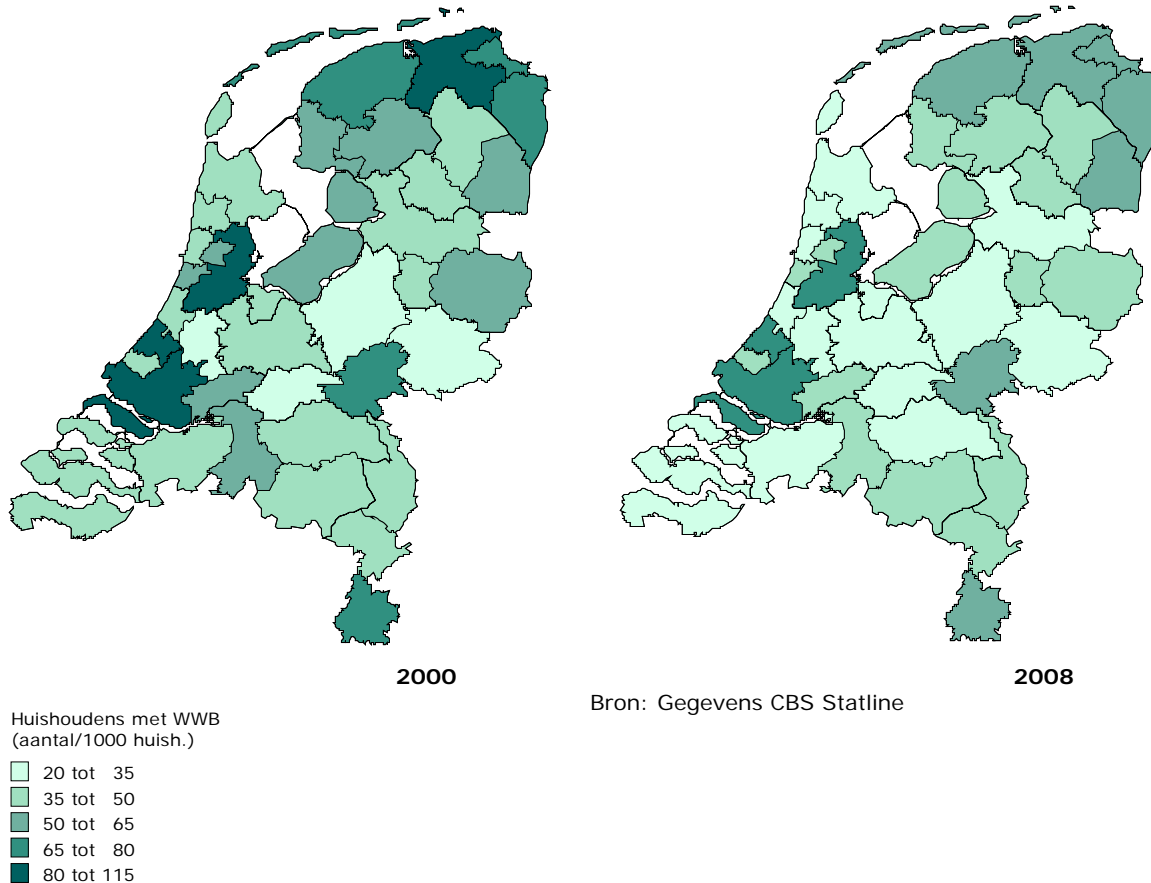 2000
2008
Bron: Gegevens CBS Statline
Huishoudens met WWB
(aantal/1000 huish.)
20 tot 35
35 tot 50
50 tot 65
65 tot 80
80 tot 115